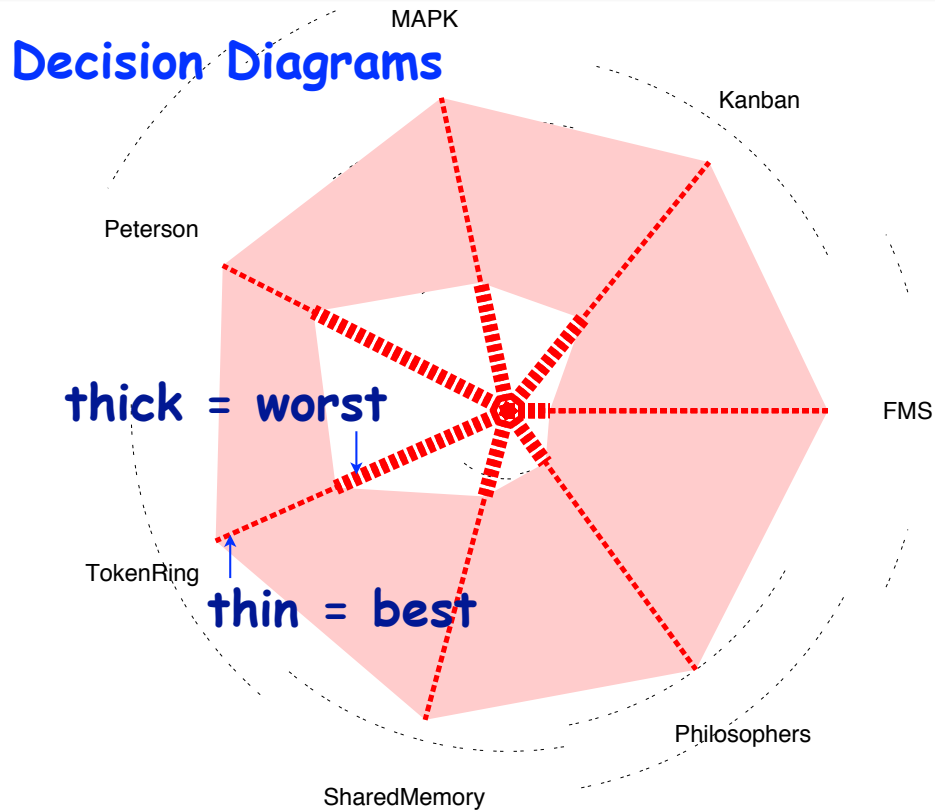 MAPK
Decision Diagrams
Kanban
Peterson
thick = worst
FMS
TokenRing
thin = best
Philosophers
SharedMemory